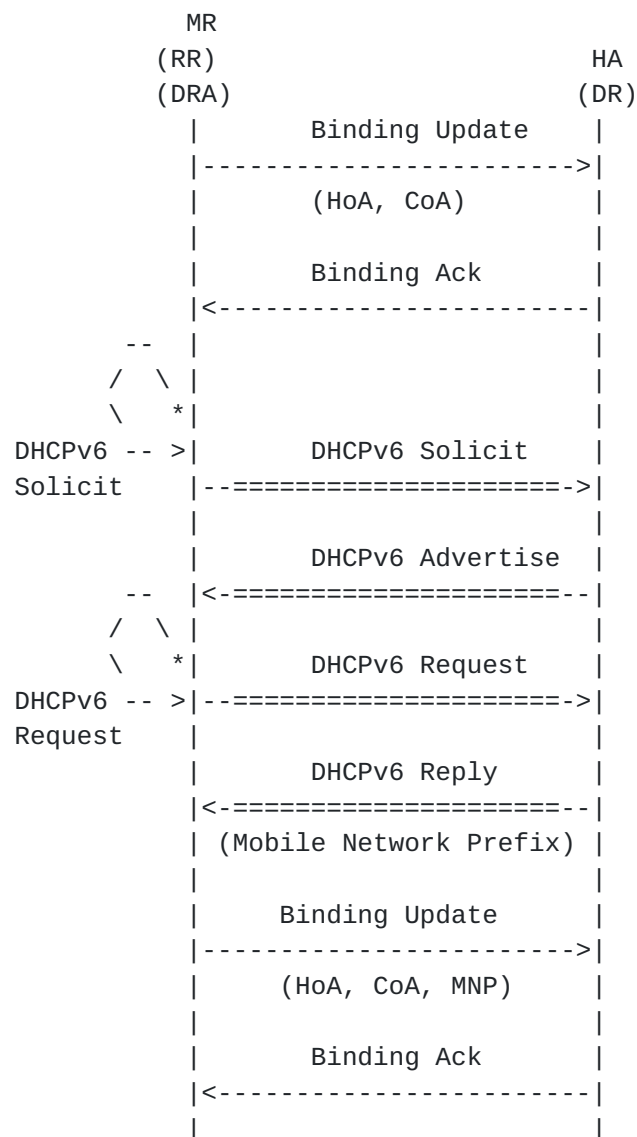 MR
(RR) HA
(DRA) (DR)
| Binding Update |
|------------------------>|
| (HoA, CoA) |
| |
| Binding Ack |
|<------------------------|
-- | |
/ \ | |
\ *| |
DHCPv6 -- >| DHCPv6 Solicit |
Solicit |--=====================->|
| |
| DHCPv6 Advertise |
-- |<-=====================--|
/ \ | |
\ *| DHCPv6 Request |
DHCPv6 -- >|--=====================->|
Request | |
| DHCPv6 Reply |
|<-=====================--|
| (Mobile Network Prefix) |
| |
| Binding Update |
|------------------------>|
| (HoA, CoA, MNP) |
| |
| Binding Ack |
|<------------------------|
| |